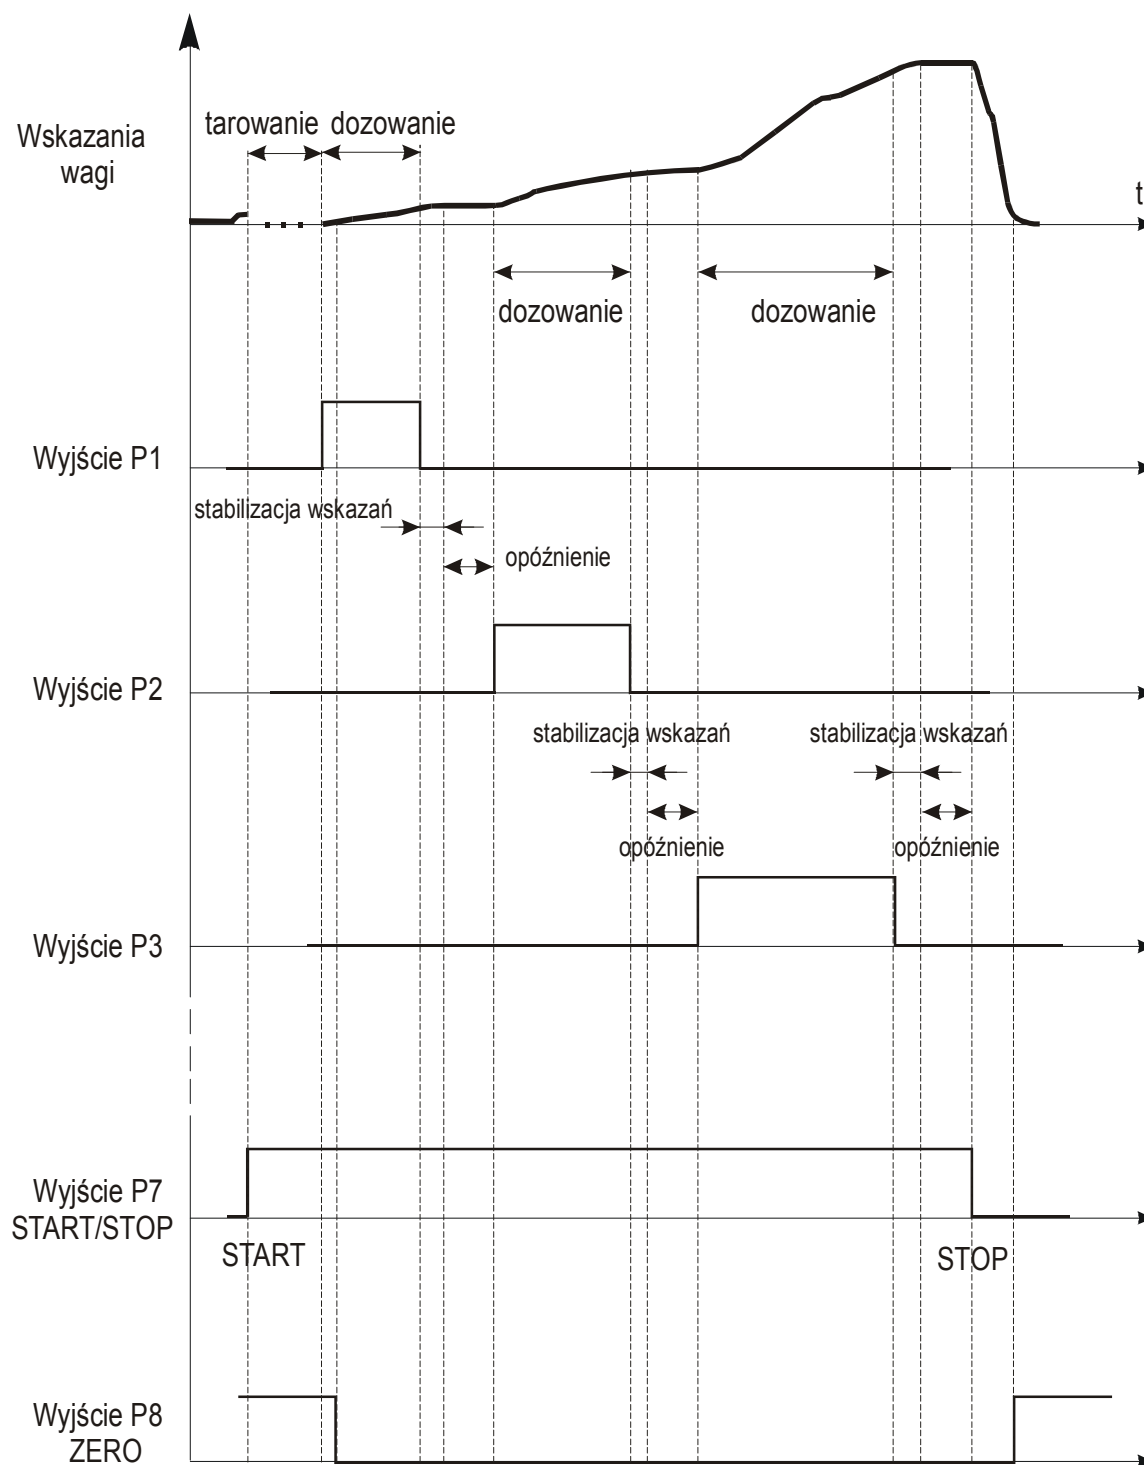 tarowanie dozowanie
Wskazania
wagi
t
dozowanie
dozowanie
Wyjście P1
stabilizacja wskazań
opóźnienie
Wyjście P2
stabilizacja wskazań
stabilizacja wskazań
opóźnienie
opóźnienie
Wyjście P3
Wyjście P7
START/STOP
START
STOP
Wyjście P8
ZERO